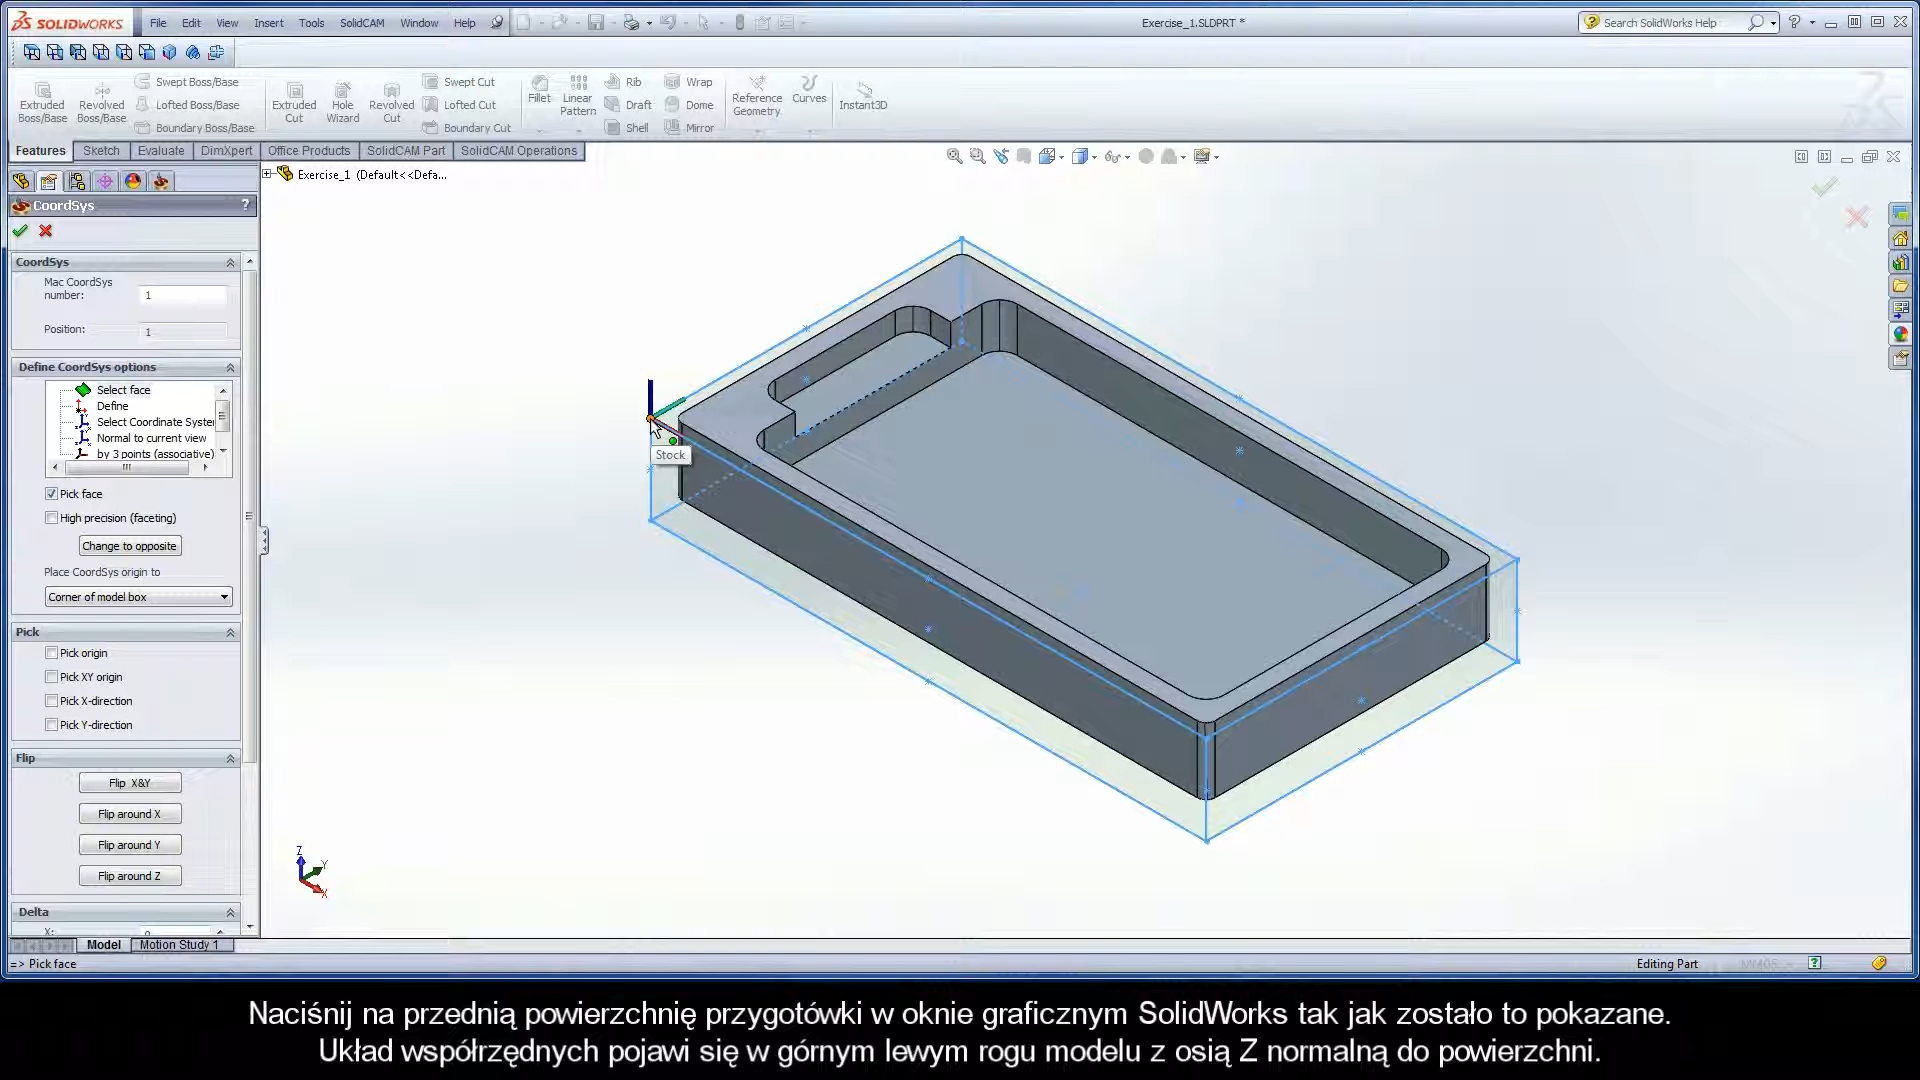 SOLIDWORKS
File Edit View Insert Tools SolidCAM Window Help
Exercise_1.SLDPRT *
Search SolidWorks Help
Extruded Boss/Base
Revolved Boss/Base
Swept Boss/Base
Lofted Boss/Base
Boundary Boss/Base
Extruded Cut
Hole Wizard
Revolved Cut
Swept Cut
Lofted Cut
Boundary Cut
Fillet
Linear Pattern
Rib
Draft
Shell
Wrap
Dome
Mirror
Reference Geometry
Curves
Instant3D
Features Sketch Evaluate DimXpert Office Products SolidCAM Part SolidCAM Operations
Exercise_1 (Default<<Defa...
CoordSys ?
CoordSys
Mac CoordSys number: 1
Position: 1
Define CoordSys options
Select face
Define
Select Coordinate Syste
Normal to current view
by 3 points (associative)
Pick face
High precision (faceting)
Change to opposite
Place CoordSys origin to
Corner of model box
Pick
Pick origin
Pick XY origin
Pick X-direction
Pick Y-direction
Flip
Flip X&Y
Flip around X
Flip around Y
Flip around Z
Delta
X:
Stock
Z
Y
X
Model Motion Study 1
=> Pick face
Editing Part
Naciśnij na przednią powierzchnię przygotówki w oknie graficznym SolidWorks tak jak zostało to pokazane.
Układ współrzędnych pojawi się w górnym lewym rogu modelu z osią Z normalną do powierzchni.